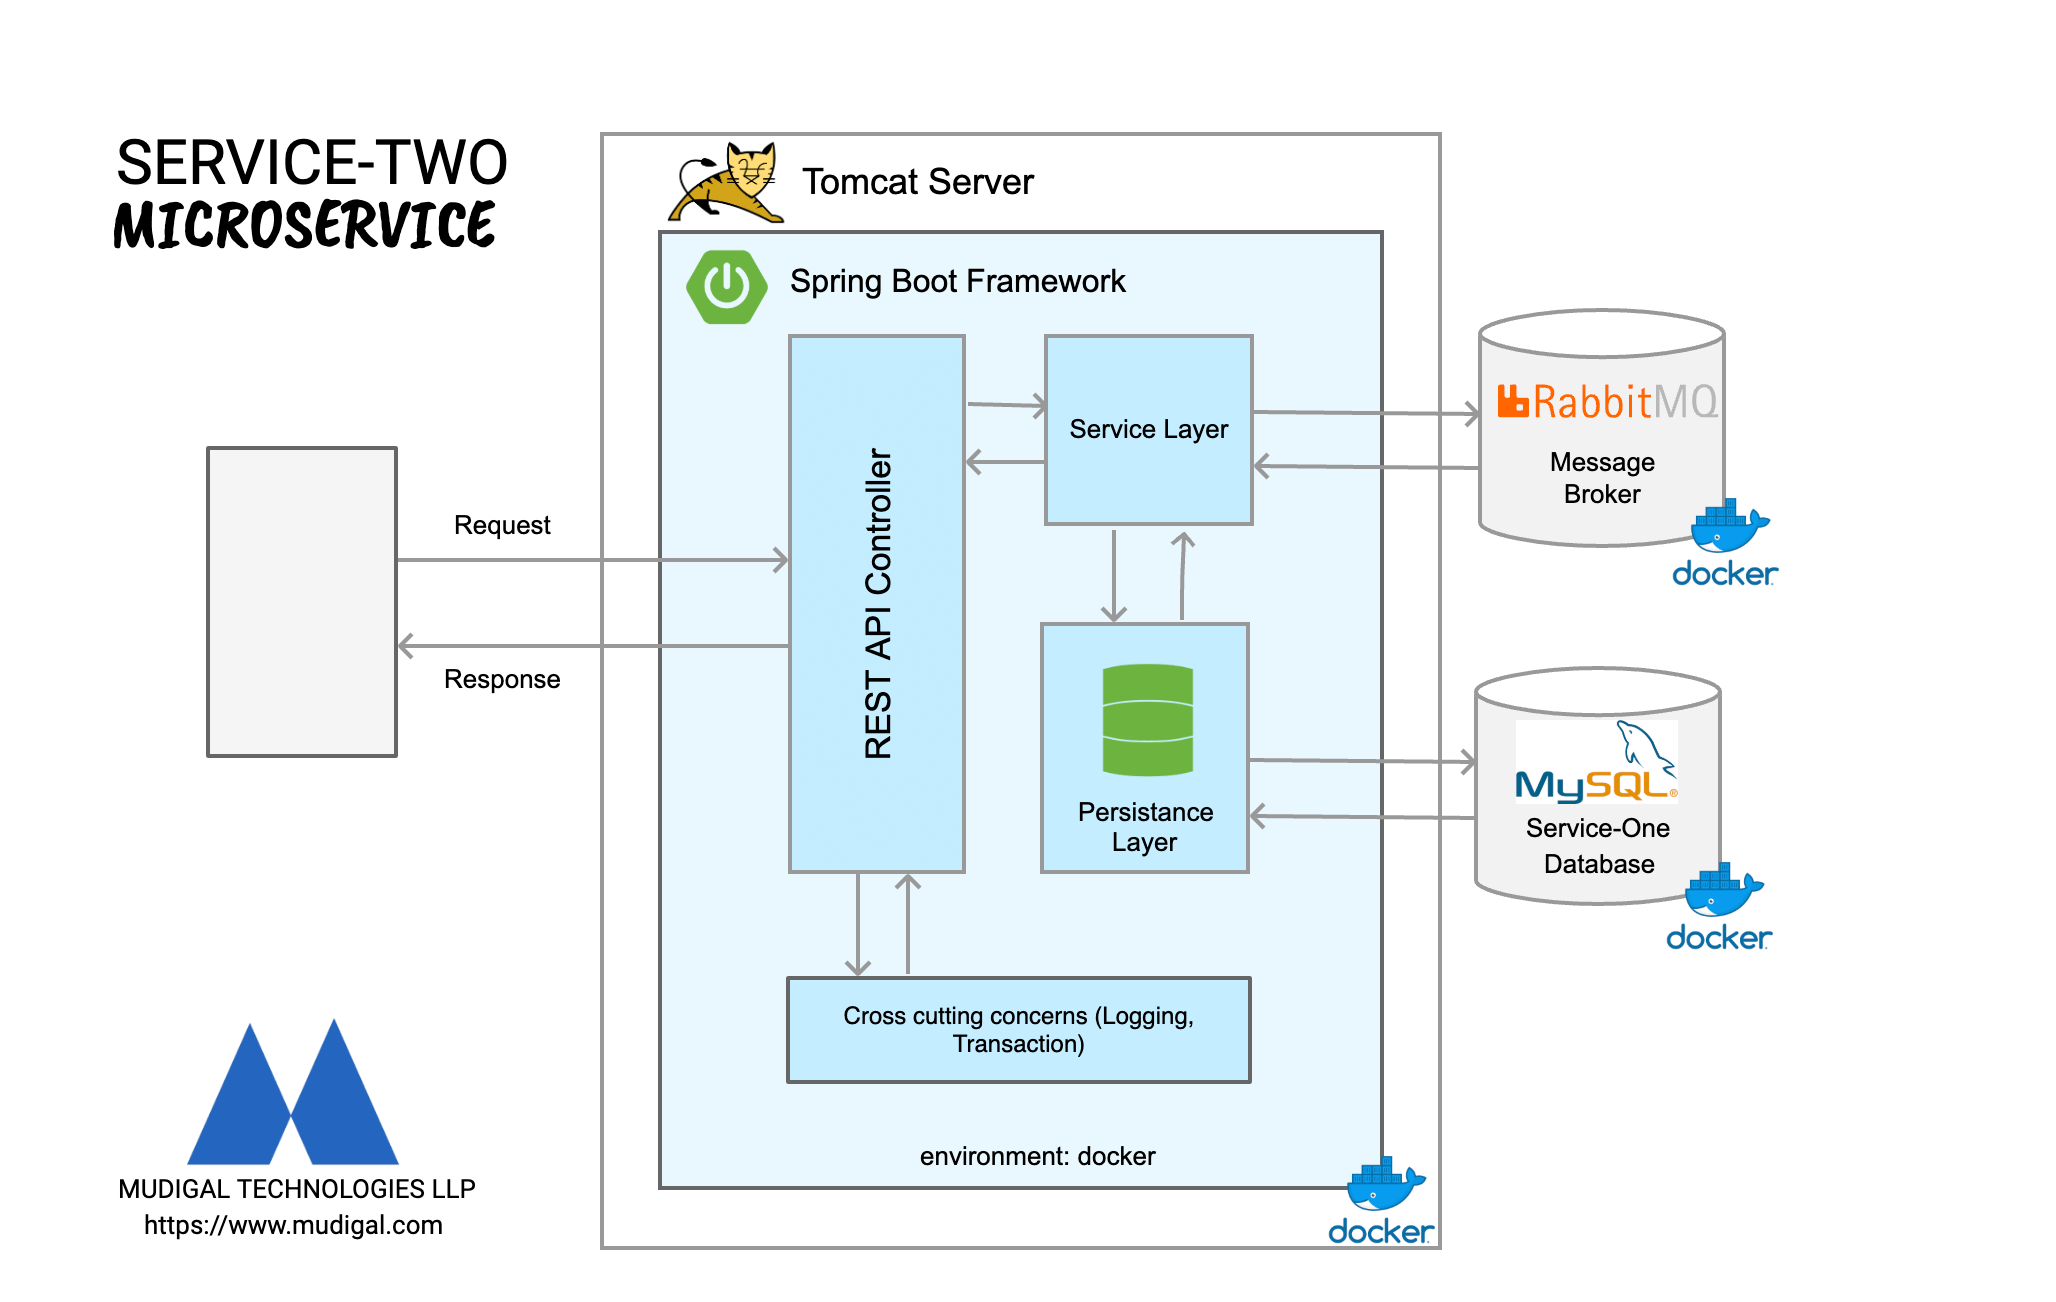 SERVICE-TWO
MICROSERVICE
Tomcat Server
Spring Boot Framework
REST API Controller
Service Layer
RabbitMQ
Message
Broker
docker
Request
Response
Persistance
Layer
MySQL®
Service-One
Database
docker
Cross cutting concerns (Logging,
Transaction)
environment: docker
docker
MUDIGAL TECHNOLOGIES LLP
https://www.mudigal.com